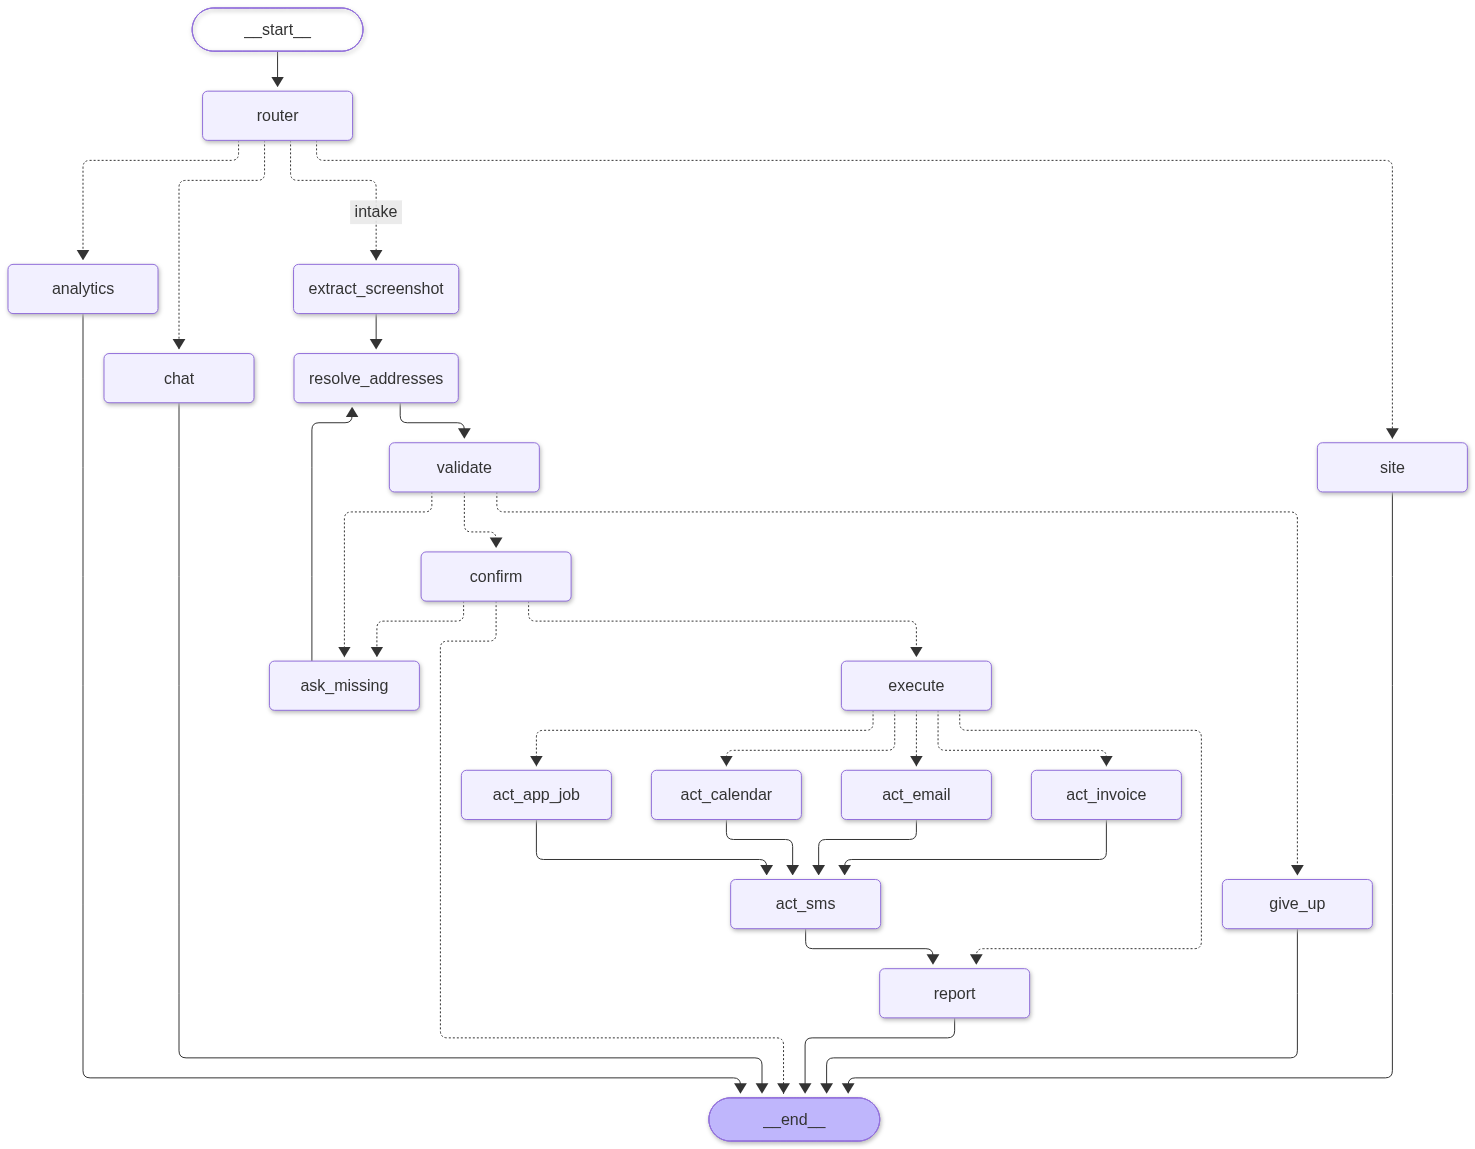 __start__
router
intake
analytics
extract_screenshot
chat
resolve_addresses
validate
site
confirm
ask_missing
execute
act_app_job
act_calendar
act_email
act_invoice
act_sms
give_up
report
__end__